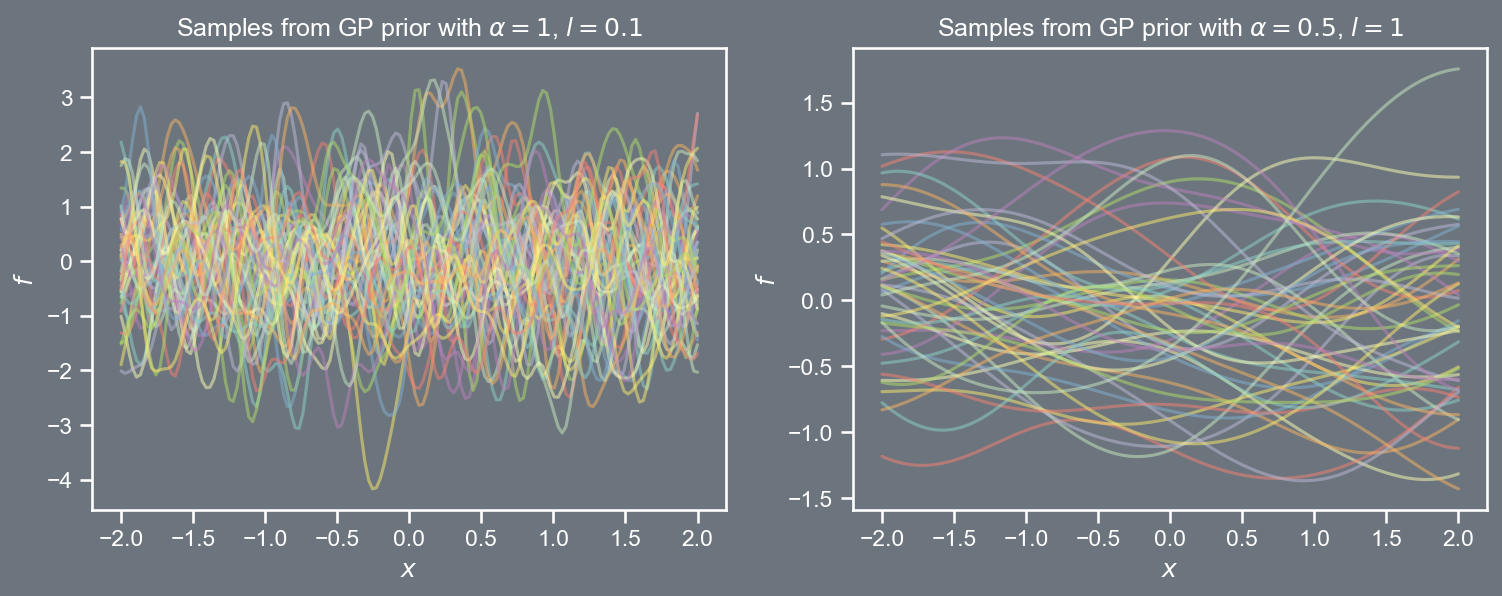 Samples from GP prior with α = 1, l = 0.1
3
2
1
0
−1
−2
−3
−4
f
−2.0 −1.5 −1.0 −0.5 0.0 0.5 1.0 1.5 2.0
x
Samples from GP prior with α = 0.5, l = 1
1.5
1.0
0.5
0.0
−0.5
−1.0
−1.5
f
−2.0 −1.5 −1.0 −0.5 0.0 0.5 1.0 1.5 2.0
x